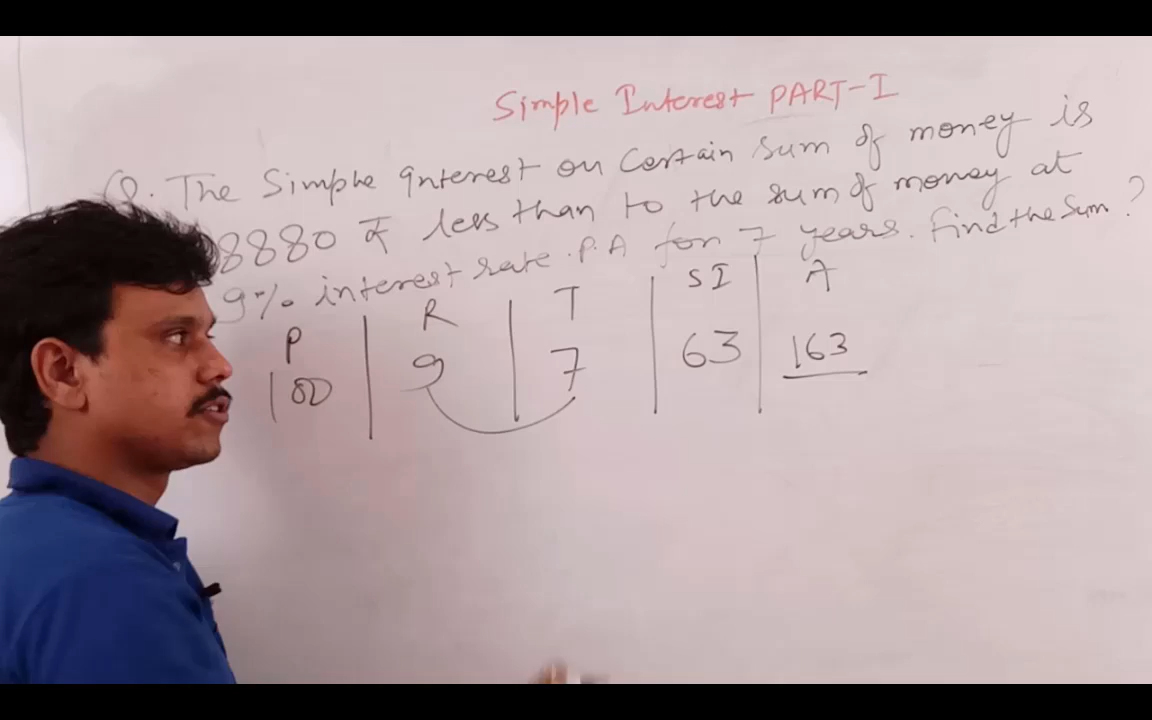 Simple Interest PART-I
Q. The Simple interest on Certain sum of money is
8880 ₹ less than to the sum of money at
9% interest rate P.A for 7 years. Find the Sum?
P R T SI A
100 9 7 63 163